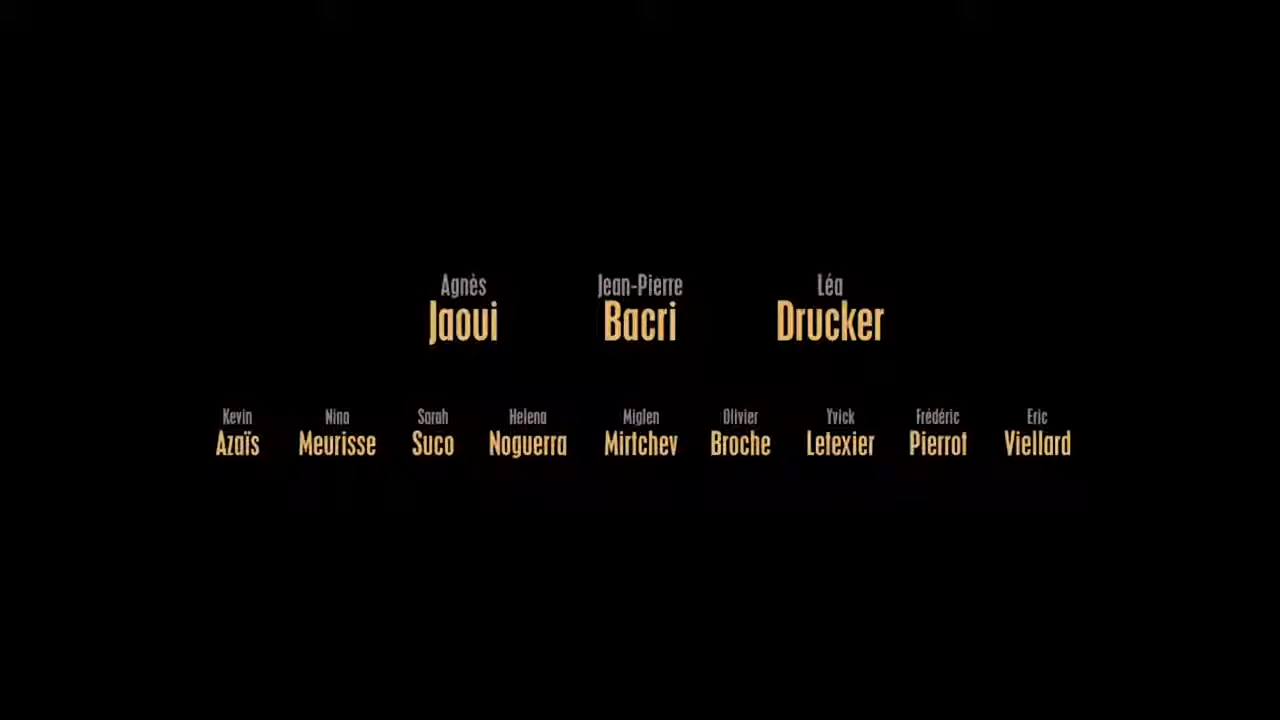 Agnès Jean-Pierre Léa
Jaoui Bacri Drucker
Kevin Nina Sarah Helena Miglen Olivier Yvick Frédéric Eric
Azaïs Meurisse Suco Noguerra Mirtchev Broche Letexier Pierrot Viellard